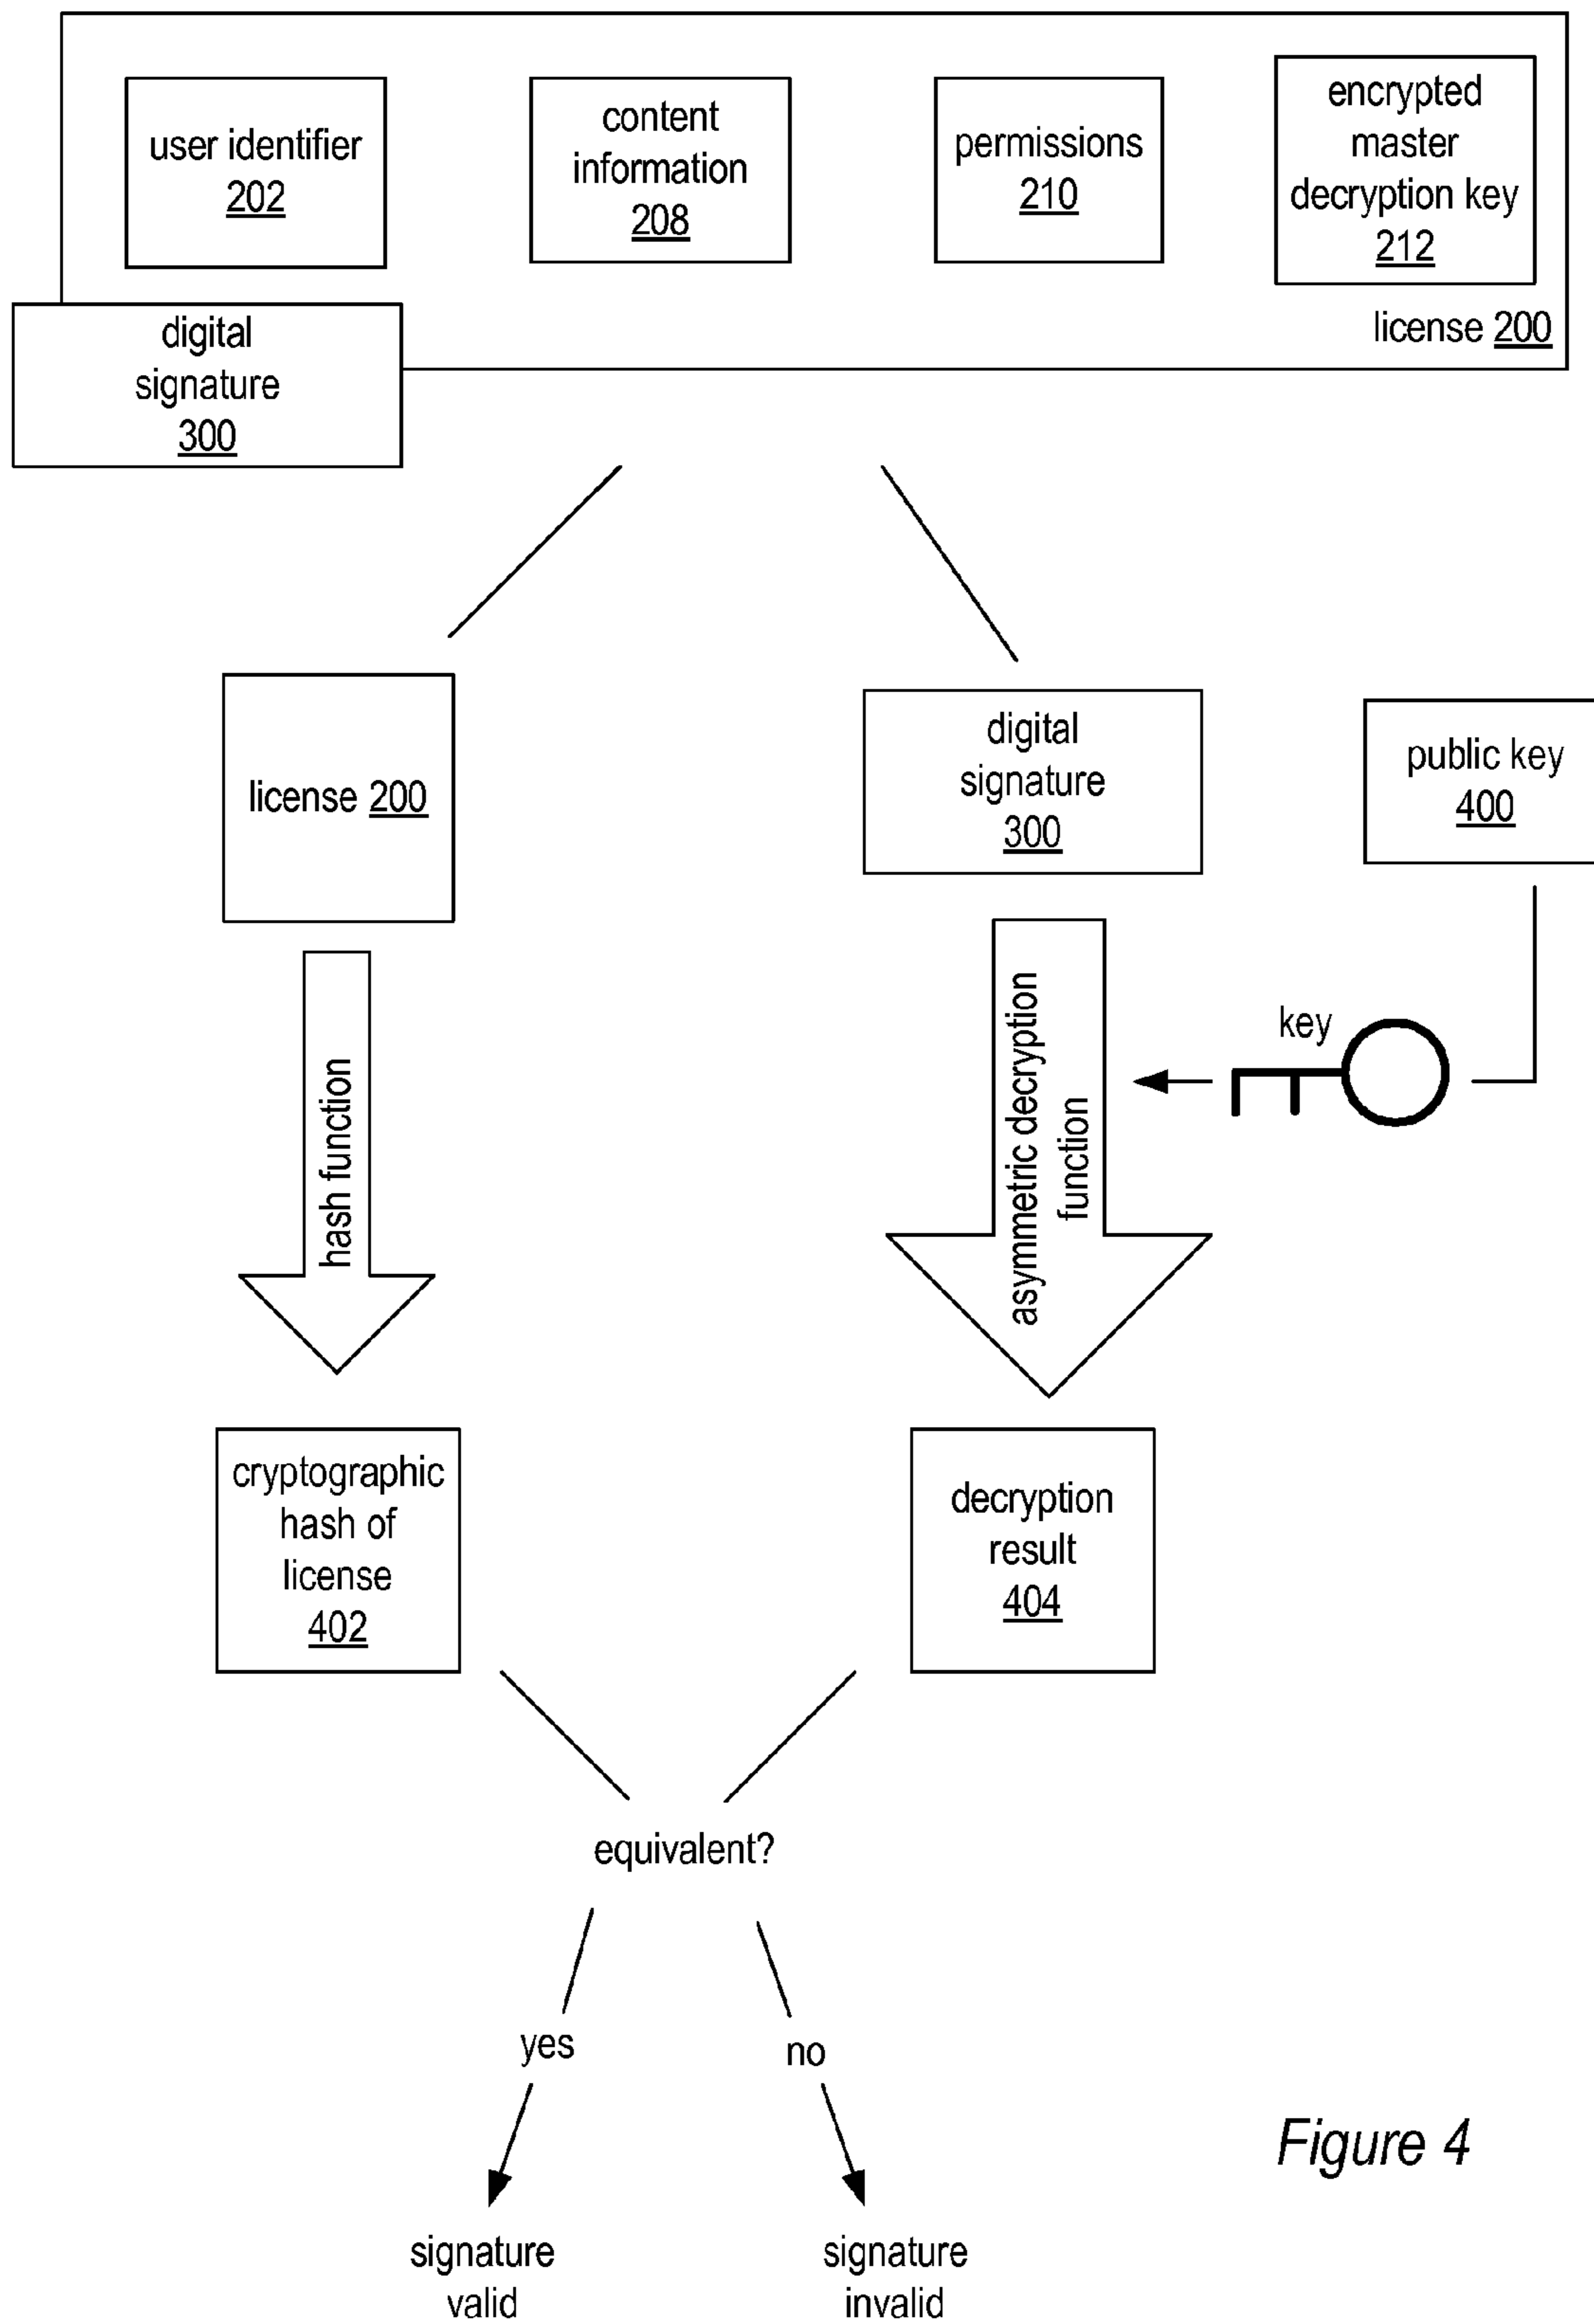 user identifier
202
content
information
208
permissions
210
encrypted
master
decryption key
212
license 200
digital
signature
300
license 200
digital
signature
300
public key
400
hash function
asymmetric decryption
function
key
cryptographic
hash of
license
402
decryption
result
404
equivalent?
yes
no
signature
valid
signature
invalid
Figure 4